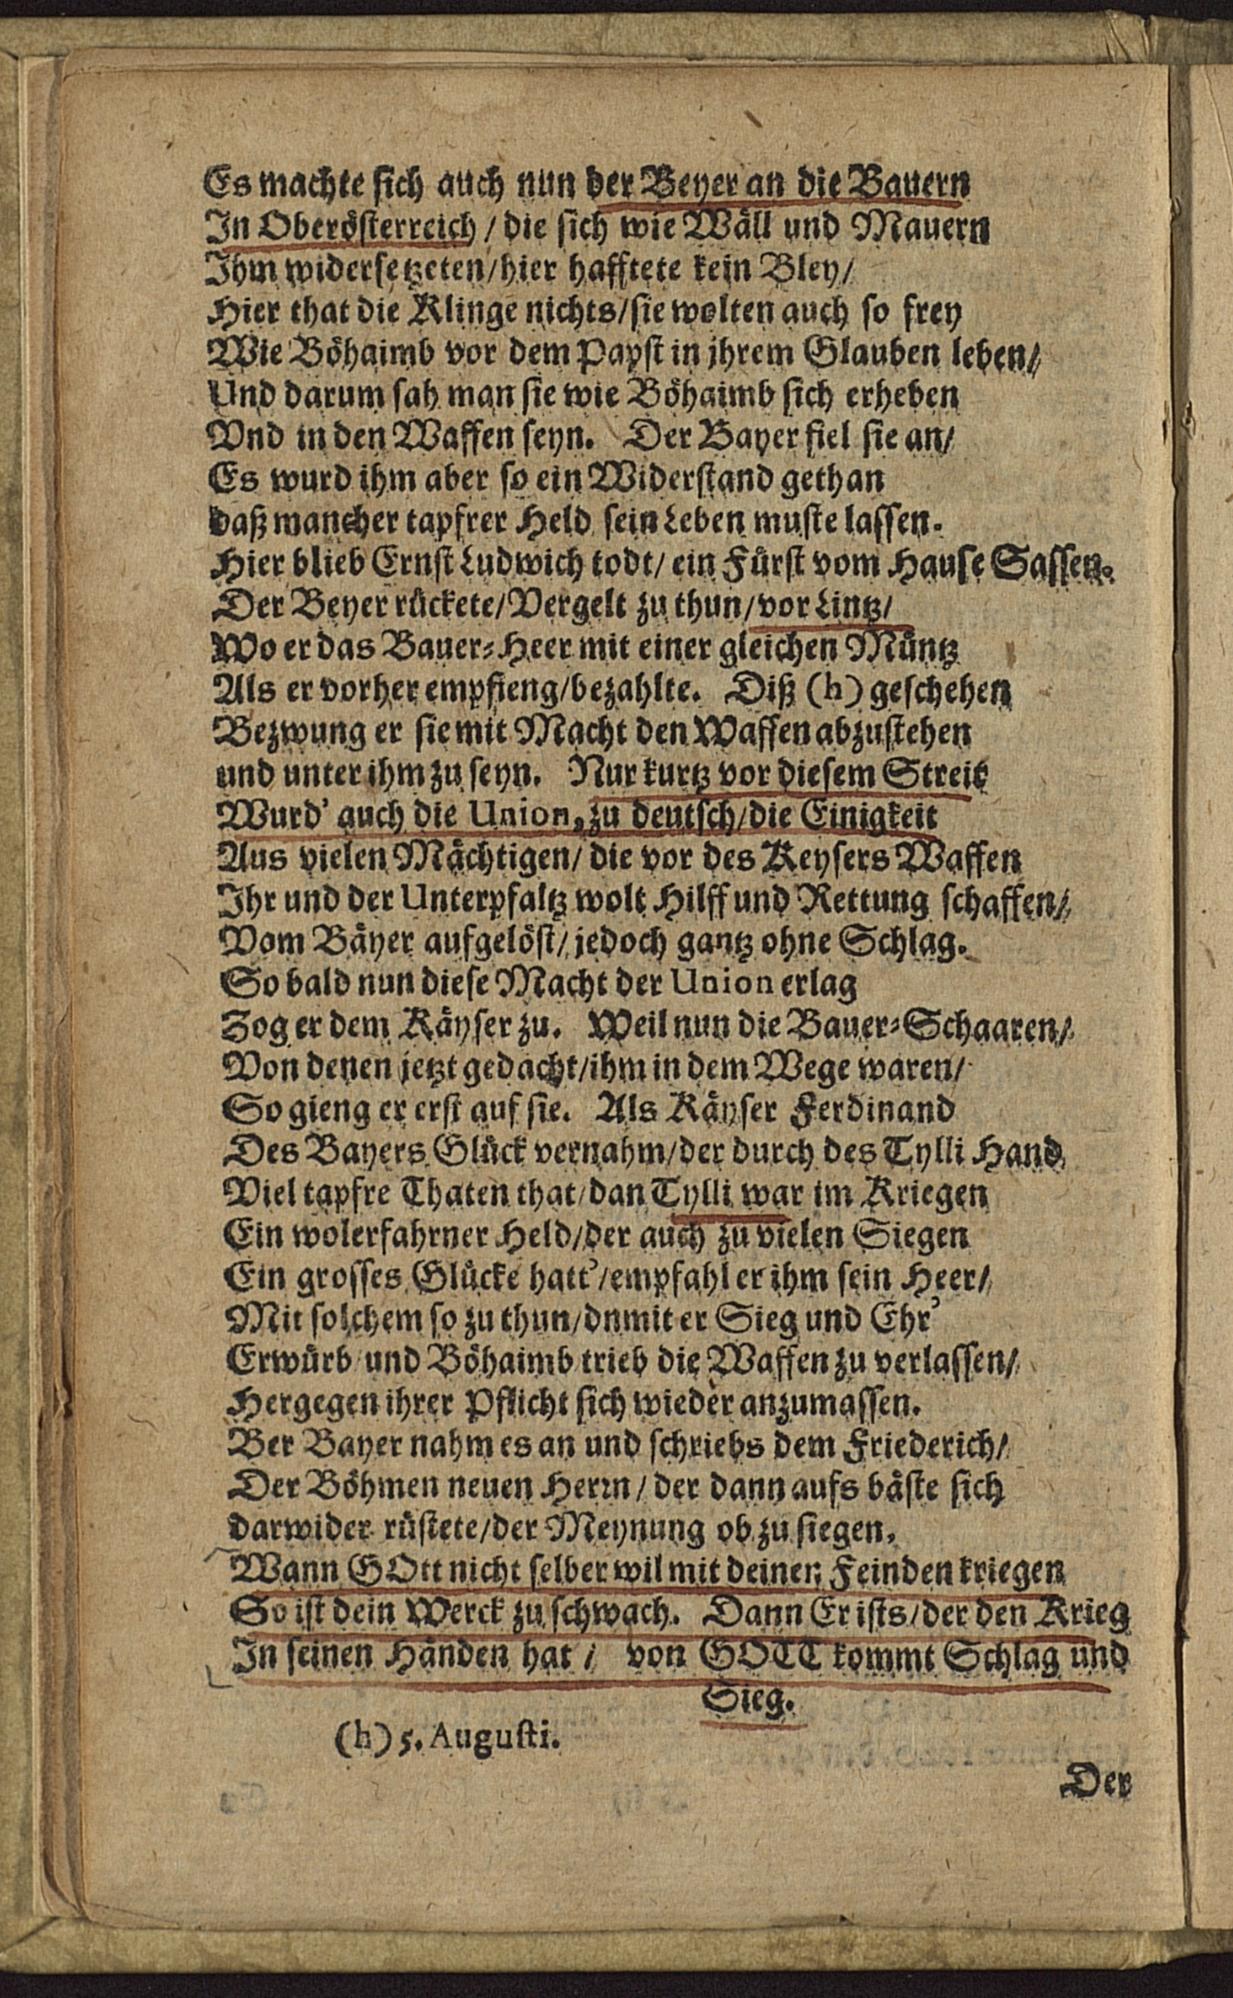 Es machte sich auch nun der Beyer an die Bauern
In Oberösterreich / die sich wie Wäll und Mauern
Ihm widersetzeten/hier hafftete kein Bley/
Hier that die Klinge nichts/sie wolten auch so frey
Wie Böhaimb vor dem Papst in jhrem Glauben leben/
Und darum sah man sie wie Böhaimb sich erheben
Vnd in den Waffen seyn. Der Bayer fiel sie an/
Es wurd ihm aber so ein Widerstand gethan
daß mancher tapfrer Held sein Leben muste lassen.
Hier blieb Ernst Ludwich todt/ ein Fürst vom Hause Sassen.
Der Beyer rückete/Vergelt zu thun/vor Lintz/
Wo er das Bauer-Heer mit einer gleichen Müntz
Als er vorher empfieng/bezahlte. Diß (h) geschehen
Bezwung er sie mit Macht den Waffen abzustehen
und unter ihm zu seyn. Nur kurtz vor diesem Streit
Wurd' auch die Union, zu deutsch/die Einigkeit
Aus vielen Mächtigen/ die vor des Keysers Waffen
Ihr und der Unterpfaltz wolt Hilff und Rettung schaffen/
Vom Bäyer aufgelöst/ jedoch gantz ohne Schlag.
So bald nun diese Macht der Union erlag
Zog er dem Käyser zu. Weil nun die Bauer-Schaaren/
Von denen jetzt gedacht/ihm in dem Wege waren/
So gieng er erst auf sie. Als Käyser Ferdinand
Des Bayers Glück vernahm/der durch des Tylli Hand
Viel tapfre Thaten that/dan Tylli war im Kriegen
Ein wolerfahrner Held/der auch zu vielen Siegen
Ein grosses Glücke hatt'/empfahl er ihm sein Heer/
Mit solchem so zu thun/dnmit er Sieg und Ehr'
Erwürb und Böhaimb trieb die Waffen zu verlassen/
Hergegen ihrer Pflicht sich wieder anzumassen.
Ber Bayer nahm es an und schriebs dem Friederich/
Der Böhmen neuen Herrn/ der dann aufs bäste sich
darwider rüstete/der Meynung ob zu siegen.
Wann GOtt nicht selber wil mit deinen Feinden kriegen
So ist dein Werck zu schwach. Dann Er ists/der den Krieg
In seinen Händen hat / von GOTT kommt Schlag und
Sieg.
(h) 5. Augusti.
Der